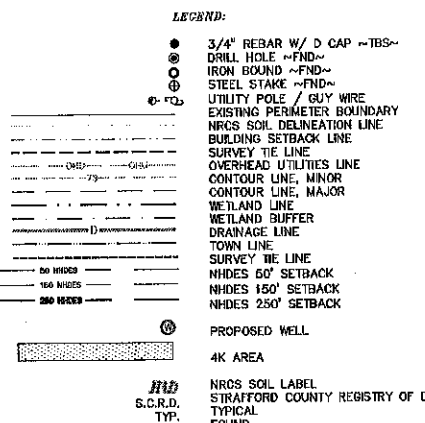 LEGEND:
3/4" REBAR W/ D CAP ~TBS~
DRILL HOLE ~FND~
IRON BOUND ~FND~
STEEL STAKE ~FND~
UTILITY POLE / GUY WIRE
EXISTING PERIMETER BOUNDARY
NRCS SOIL DELINEATION LINE
BUILDING SETBACK LINE
SURVEY TIE LINE
OHU OHU OVERHEAD UTILITIES LINE
CONTOUR LINE, MINOR
CONTOUR LINE, MAJOR
WETLAND LINE
WETLAND BUFFER
D DRAINAGE LINE
TOWN LINE
SURVEY TIE LINE
50 NHDES NHDES 50' SETBACK
150 NHDES NHDES 150' SETBACK
250 NHDES NHDES 250' SETBACK
W PROPOSED WELL
4K AREA
HtD NRCS SOIL LABEL
S.C.R.D. STRAFFORD COUNTY REGISTRY OF D
TYP. TYPICAL